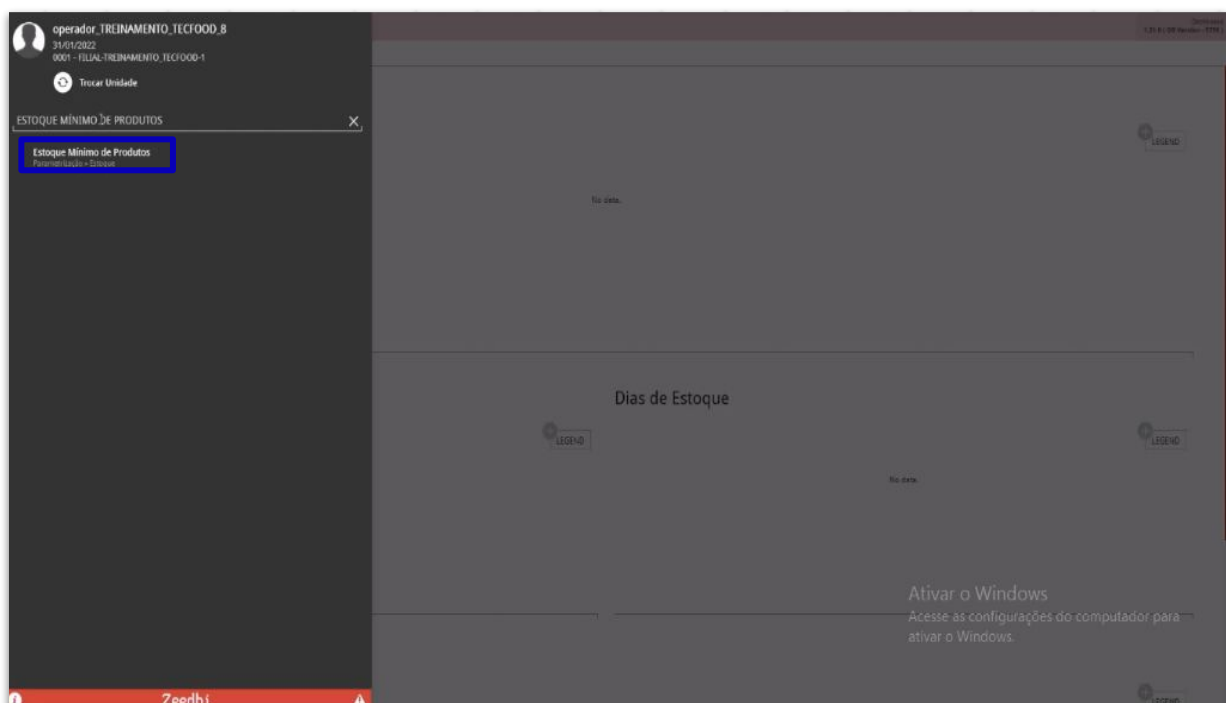 operador_TREINAMENTO_TECFOOD_8
31/01/2022
0001 - FILIAL-TREINAMENTO_TECFOOD-1
Trocar Unidade
ESTOQUE MÍNIMO DE PRODUTOS
Estoque Mínimo de Produtos
Parametrização » Estoque
LEGEND
No data.
Dias de Estoque
LEGEND
LEGEND
No data.
Ativar o Windows
Acesse as configurações do computador para
ativar o Windows.
Zeedhi
LEGEND